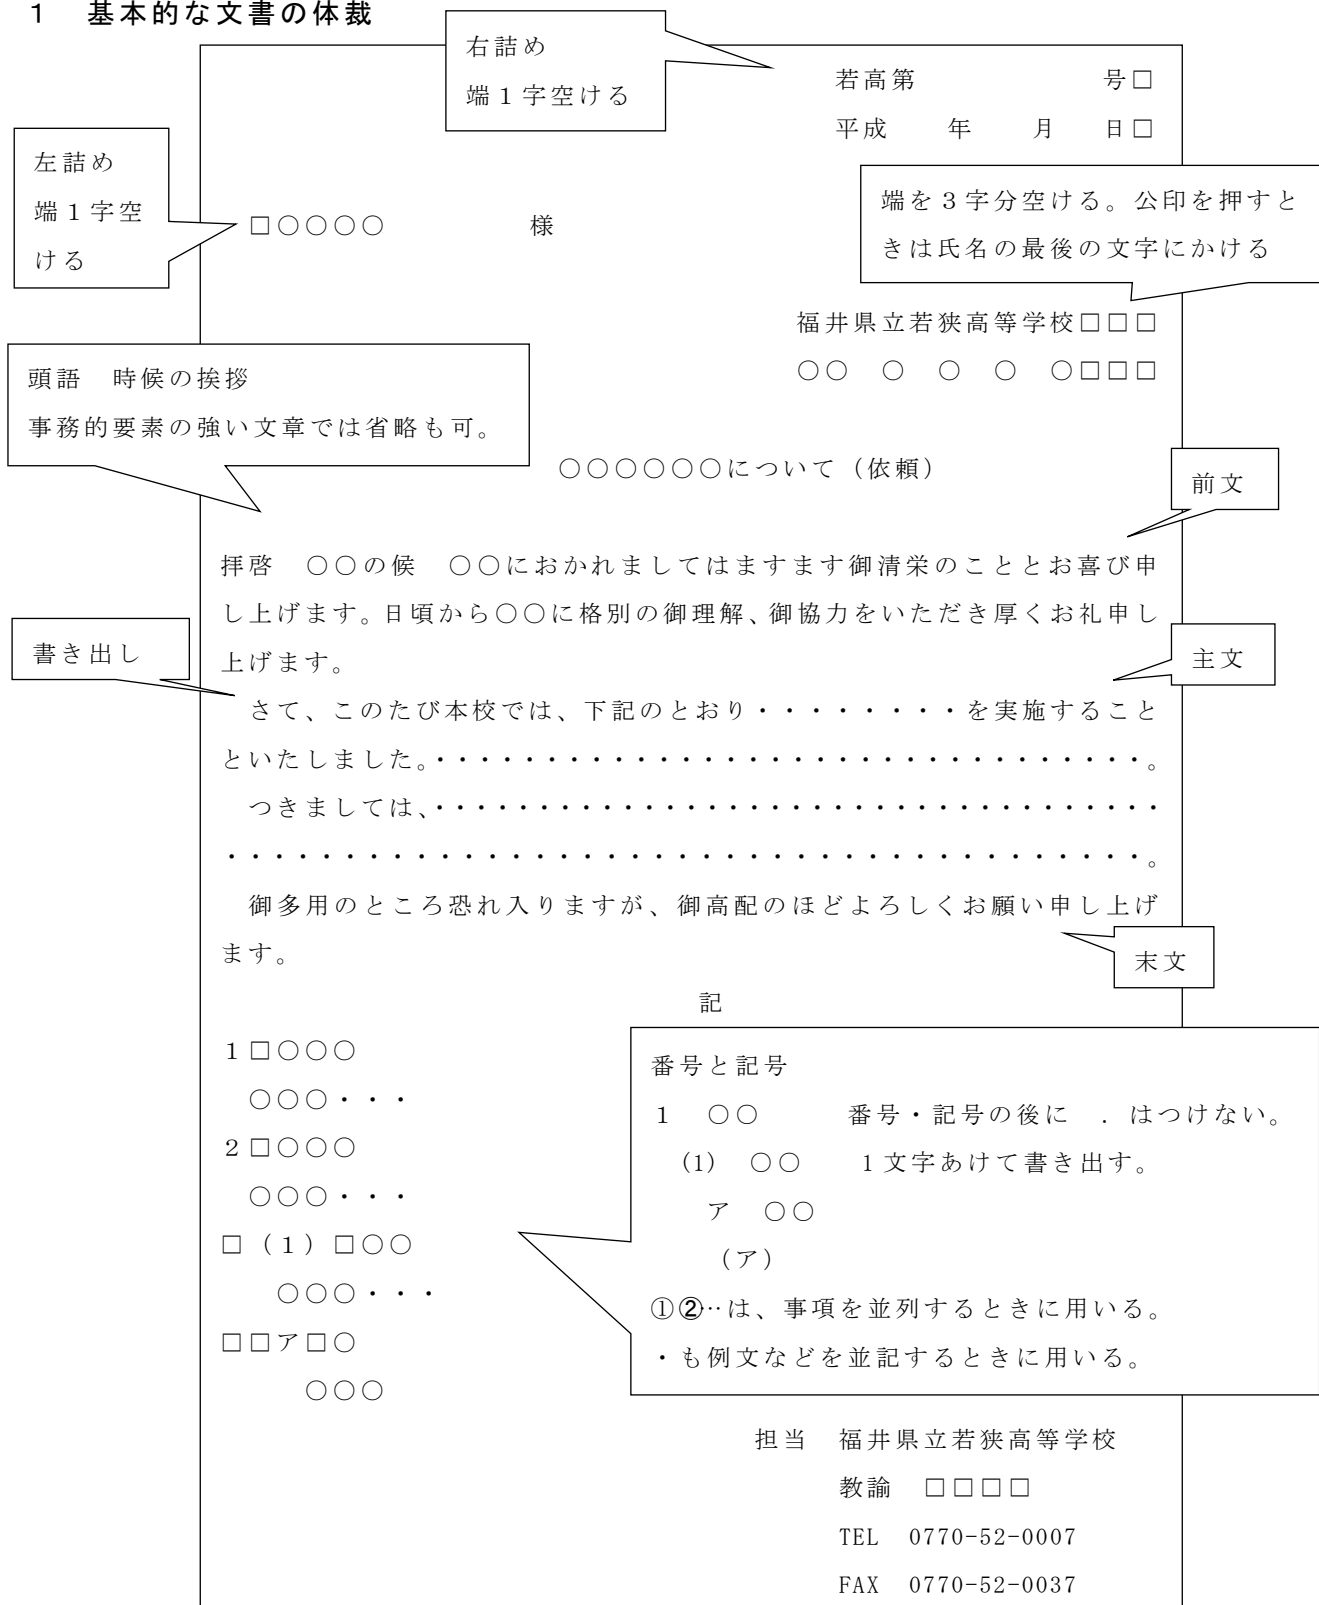 １　基本的な文書の体裁
右詰め
端１字空ける
若高第　　　　　　　号□
平成　　年　　月　　日□
左詰め
端１字空
ける
□○○○○　　　　　様
端を３字分空ける。公印を押すと
きは氏名の最後の文字にかける
福井県立若狭高等学校□□□
○○　○　○　○　○□□□
頭語　時候の挨拶
事務的要素の強い文章では省略も可。
○○○○○○について（依頼）
前文
拝啓　○○の候　○○におかれましてはますます御清栄のこととお喜び申
し上げます。日頃から○○に格別の御理解、御協力をいただき厚くお礼申し
上げます。
書き出し
主文
さて、このたび本校では、下記のとおり・・・・・・・・を実施すること
といたしました。・・・・・・・・・・・・・・・・・・・・・・・・・・・・・・・。
つきましては、・・・・・・・・・・・・・・・・・・・・・・・・・・・・・・・
・・・・・・・・・・・・・・・・・・・・・・・・・・・・・・・・・・・・・・・・。
御多用のところ恐れ入りますが、御高配のほどよろしくお願い申し上げ
ます。
末文
記
１□○○○
○○○・・・
２□○○○
○○○・・・
□（１）□○○
○○○・・・
□□ア□○
○○○
番号と記号
１　○○　　　番号・記号の後に　．はつけない。
(1)　○○　　１文字あけて書き出す。
ア　○○
（ア）
①②…は、事項を並列するときに用いる。
・も例文などを並記するときに用いる。
担当　福井県立若狭高等学校
教諭　□□□□
TEL　0770-52-0007
FAX　0770-52-0037